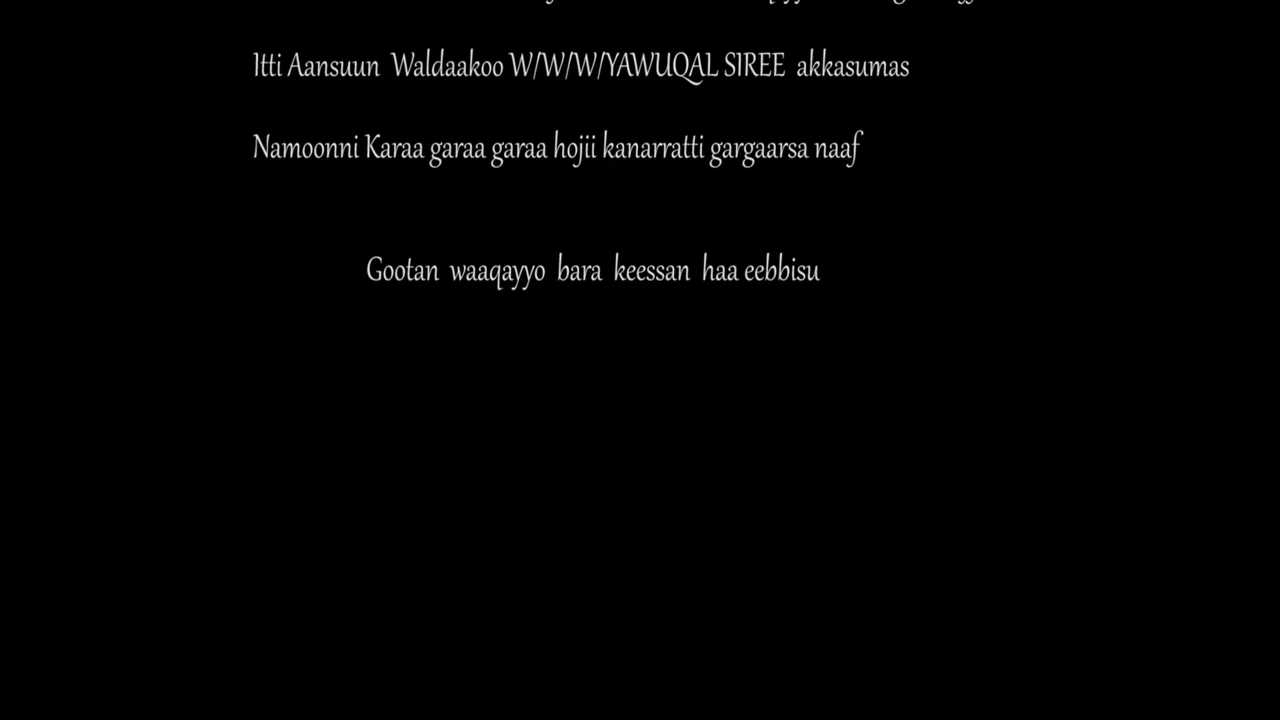 Itti Aansuun Waldaakoo W/W/W/YAWUQAL SIREE akkasumas
Namoonni Karaa garaa garaa hojii kanarratti gargaarsa naaf
Gootan waaqayyo bara keessan haa eebbisu